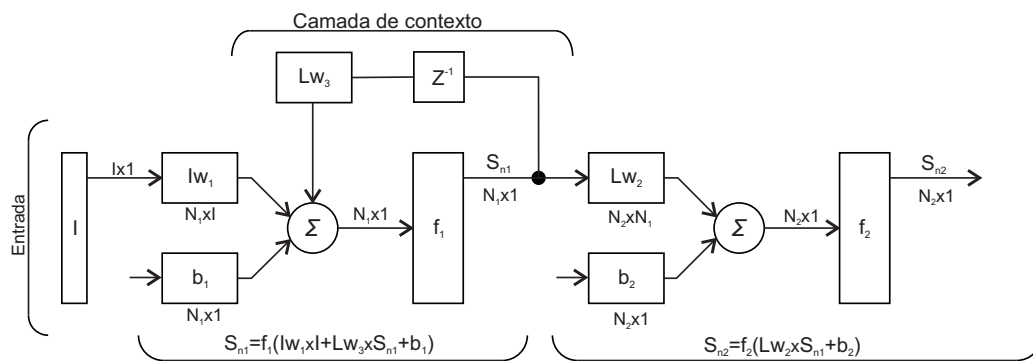 Camada de contexto
Lw₃
Z⁻¹
Entrada
I
Ix1
Iw₁
N₁xI
b₁
N₁x1
Σ
N₁x1
f₁
Sₙ₁
N₁x1
Lw₂
N₂xN₁
b₂
N₂x1
Σ
N₂x1
f₂
Sₙ₂
N₂x1
Sₙ₁=f₁(Iw₁xI+Lw₃xSₙ₁+b₁)
Sₙ₂=f₂(Lw₂xSₙ₁+b₂)